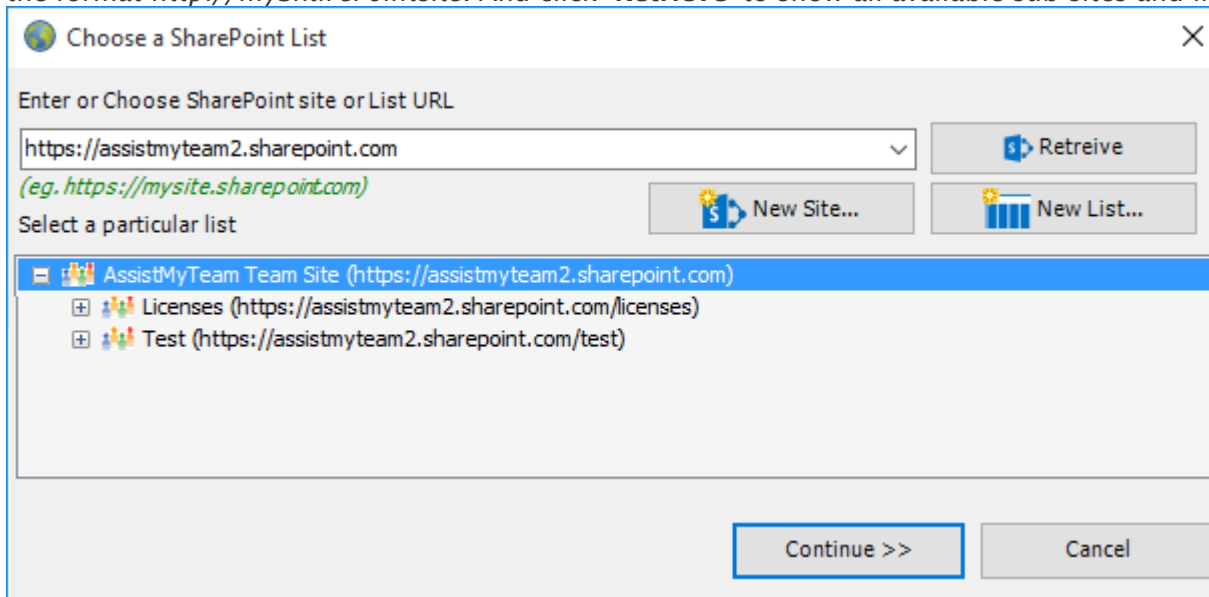 Choose a SharePoint List
Enter or Choose SharePoint site or List URL
https://assistmyteam2.sharepoint.com
Retreive
(eg. https://mysite.sharepoint.com)
New Site...
New List...
Select a particular list
AssistMyTeam Team Site (https://assistmyteam2.sharepoint.com)
Licenses (https://assistmyteam2.sharepoint.com/licenses)
Test (https://assistmyteam2.sharepoint.com/test)
Continue >>
Cancel